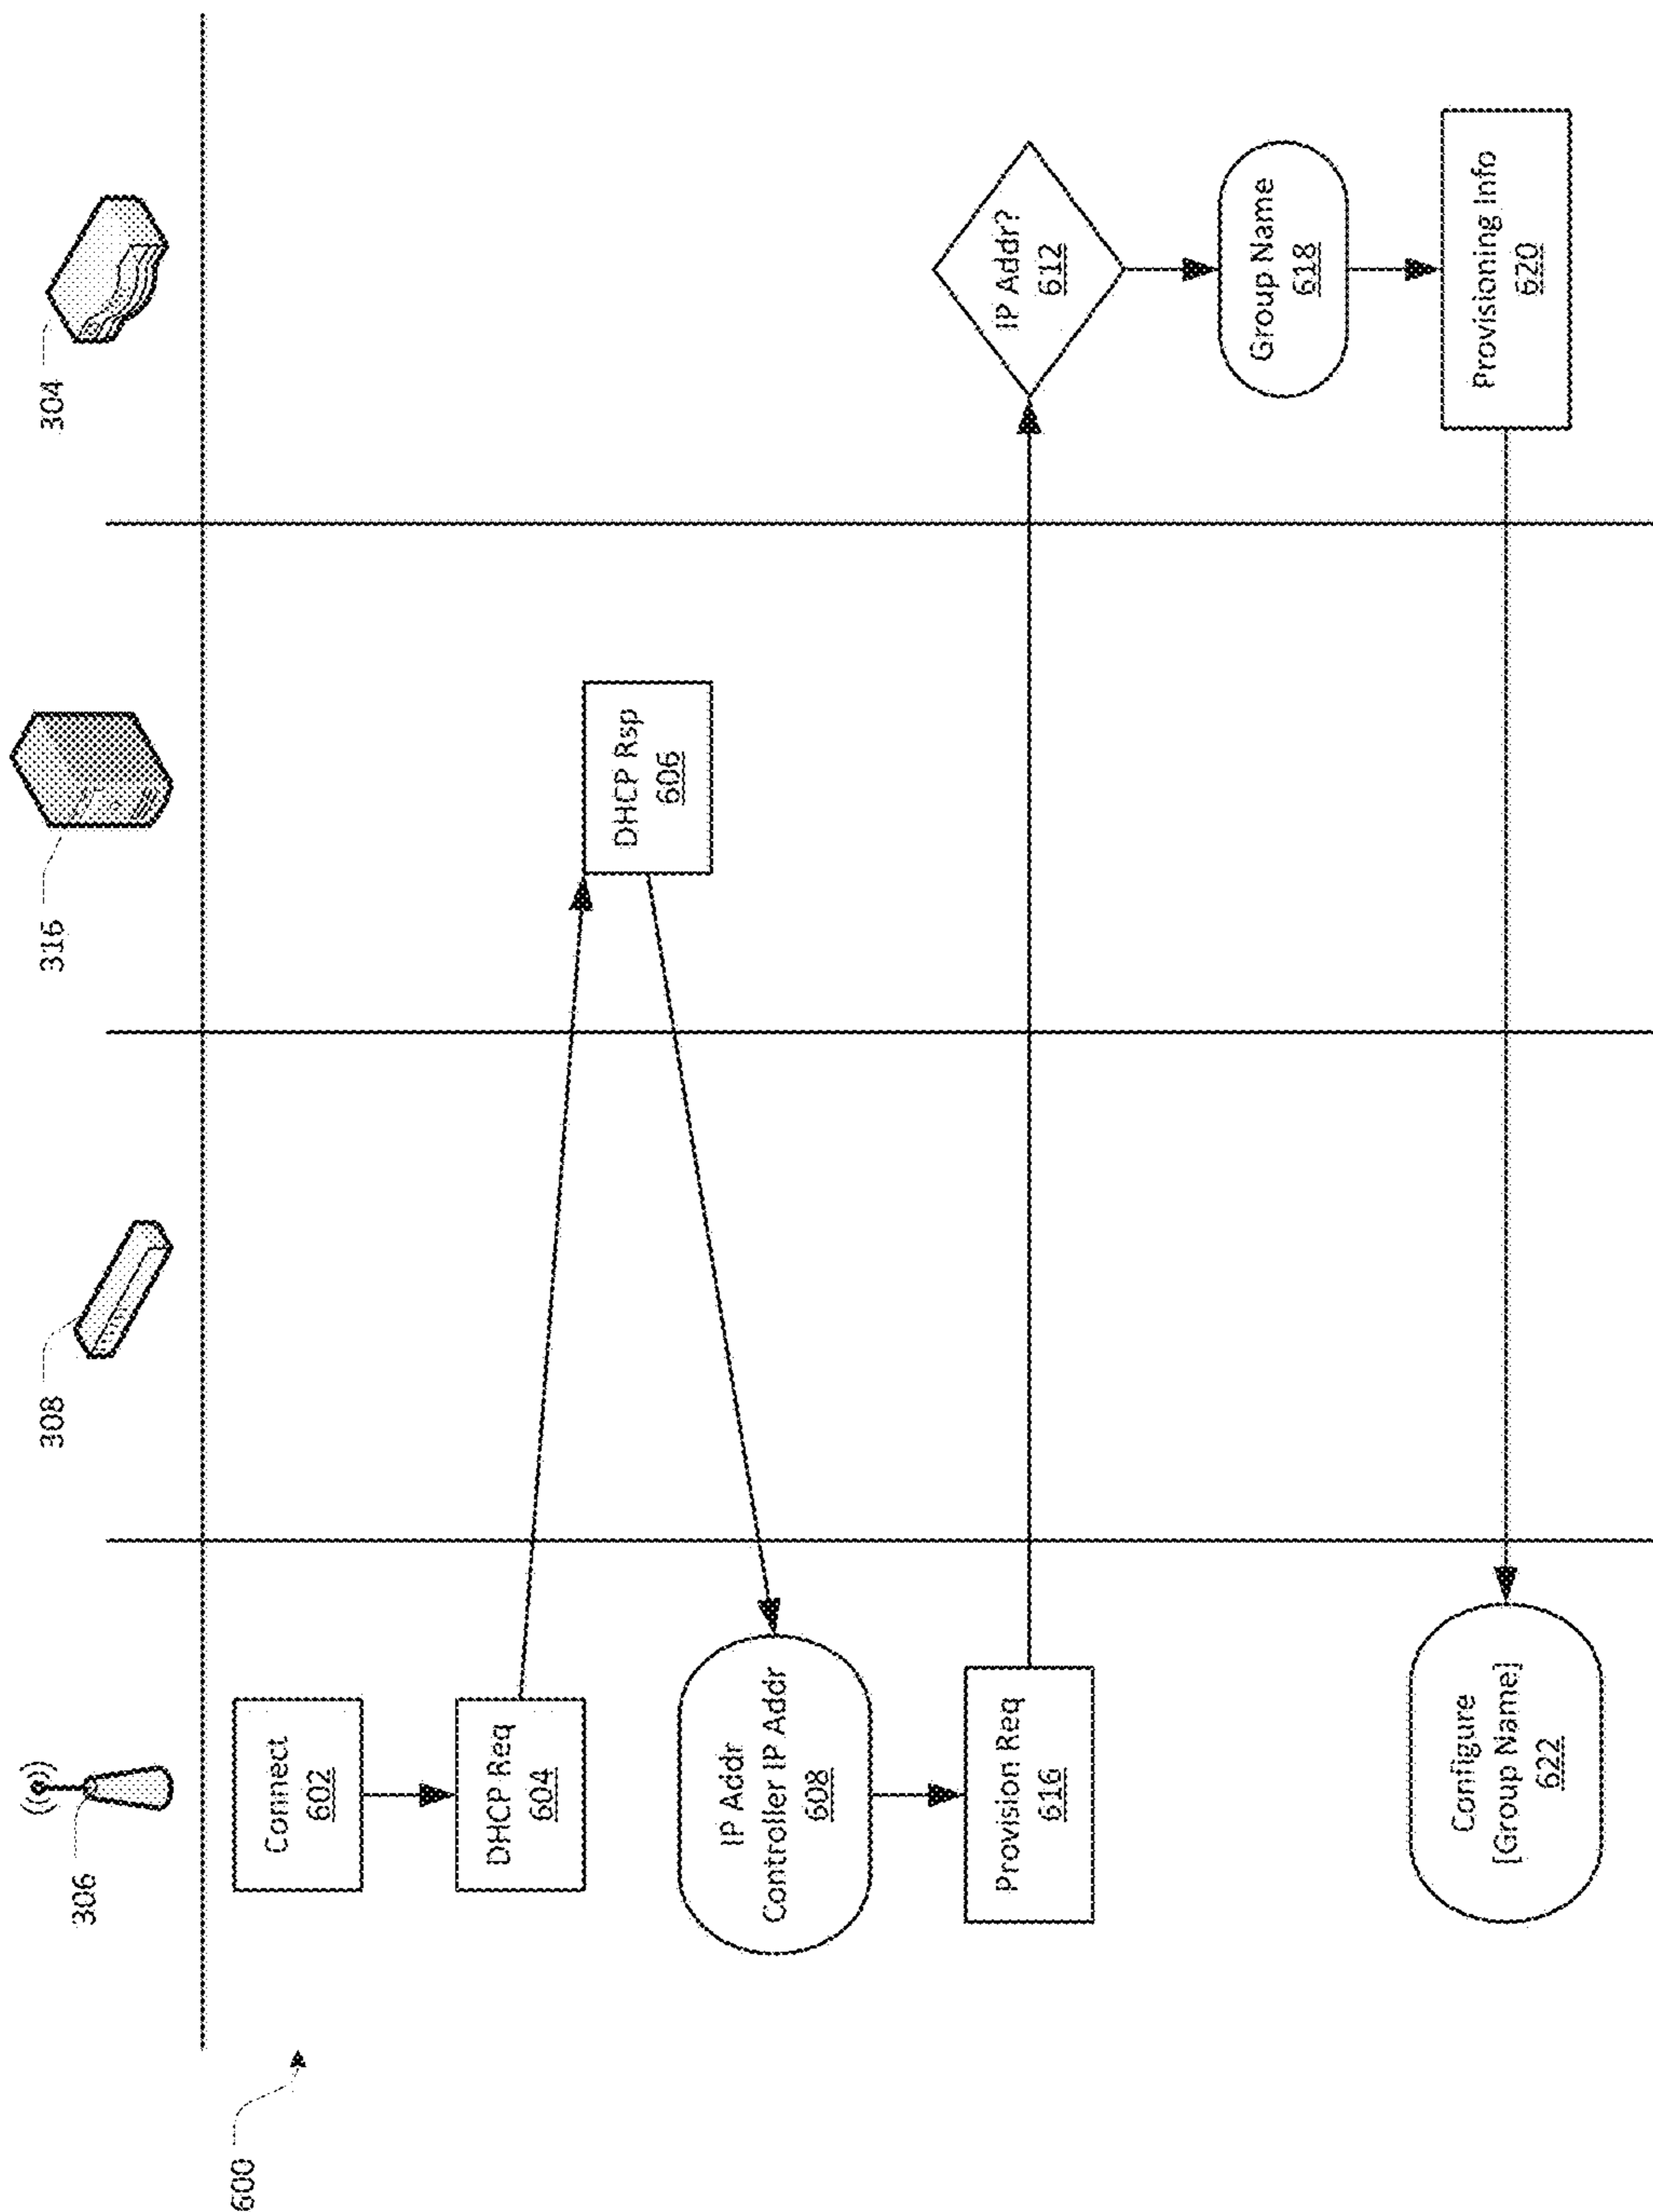 600
306
308
316
304
Connect
602
DHCP Req
604
DHCP Rsp
606
IP Addr
Controller IP Addr
608
Provision Req
616
IP Addr?
612
Group Name
618
Provisioning Info
620
Configure
[Group Name]
622